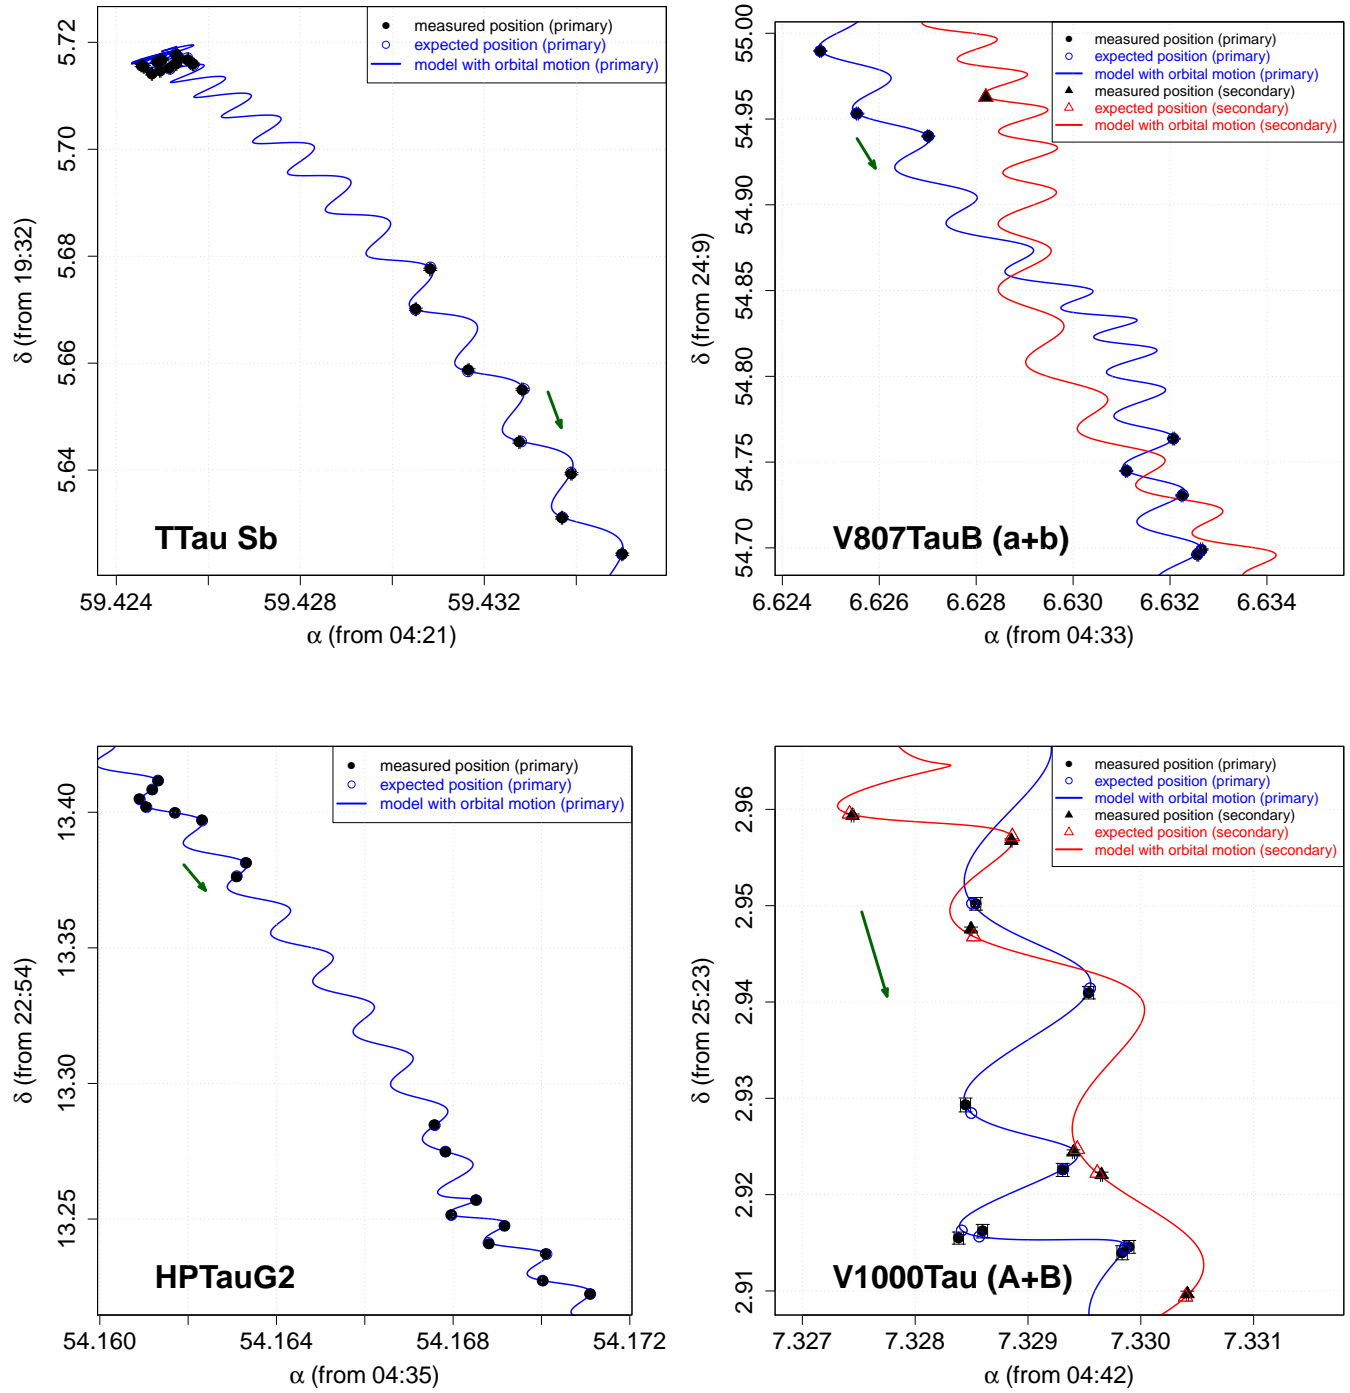 measured position (primary)
expected position (primary)
model with orbital motion (primary)
5.72
5.70
5.68
5.66
5.64
δ (from 19:32)
TTau Sb
59.424
59.428
59.432
α (from 04:21)
measured position (primary)
expected position (primary)
model with orbital motion (primary)
measured position (secondary)
expected position (secondary)
model with orbital motion (secondary)
55.00
54.95
54.90
54.85
54.80
54.75
54.70
δ (from 24:9)
V807TauB (a+b)
6.624
6.626
6.628
6.630
6.632
6.634
α (from 04:33)
measured position (primary)
expected position (primary)
model with orbital motion (primary)
13.40
13.35
13.30
13.25
δ (from 22:54)
HPTauG2
54.160
54.164
54.168
54.172
α (from 04:35)
measured position (primary)
expected position (primary)
model with orbital motion (primary)
measured position (secondary)
expected position (secondary)
model with orbital motion (secondary)
2.96
2.95
2.94
2.93
2.92
2.91
δ (from 25:23)
V1000Tau (A+B)
7.327
7.328
7.329
7.330
7.331
α (from 04:42)